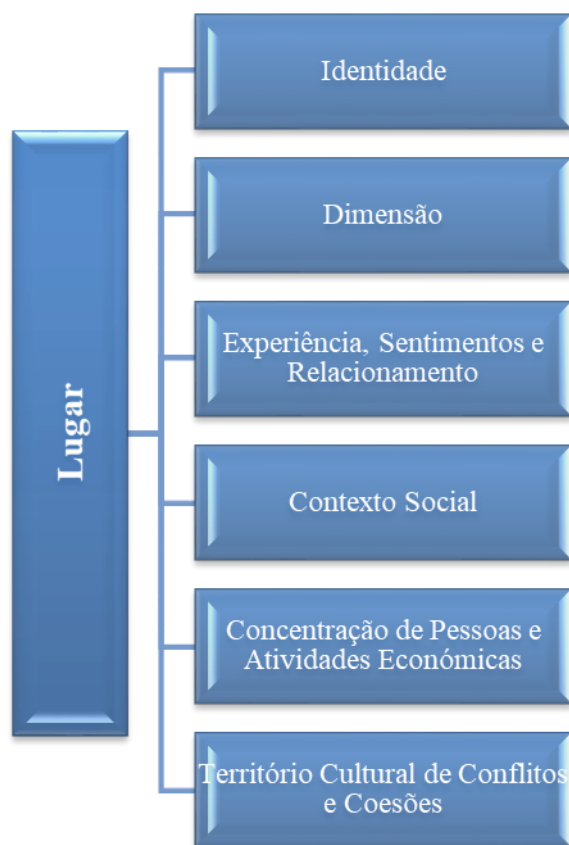 Lugar
Identidade
Dimensão
Experiência, Sentimentos e
Relacionamento
Contexto Social
Concentração de Pessoas e
Atividades Económicas
Território Cultural de Conflitos
e Coesões